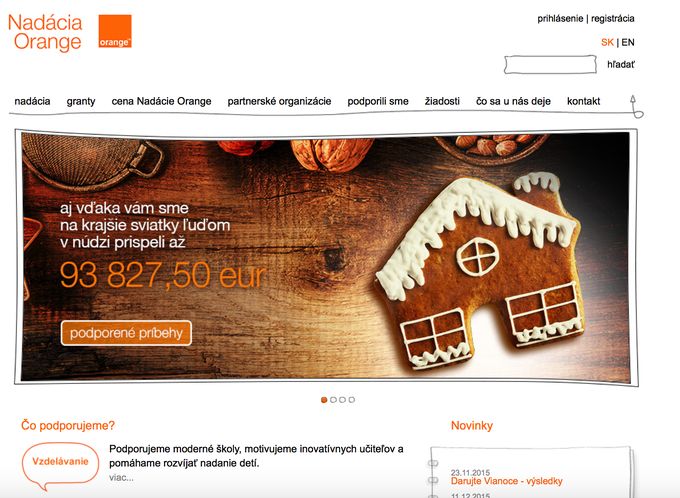 Nadácia
Orange
orange™
prihlásenie | registrácia
SK | EN
hľadať
nadácia granty cena Nadácie Orange partnerské organizácie podporili sme žiadosti čo sa u nás deje kontakt
aj vďaka vám sme
na krajšie sviatky ľuďom
v núdzi prispeli až
93 827,50 eur
podporené príbehy
Čo podporujeme?
Vzdelávanie
Podporujeme moderné školy, motivujeme inovatívnych učiteľov a
pomáhame rozvíjať nadanie detí.
viac...
Novinky
23.11.2015
Darujte Vianoce - výsledky
11.12.2015